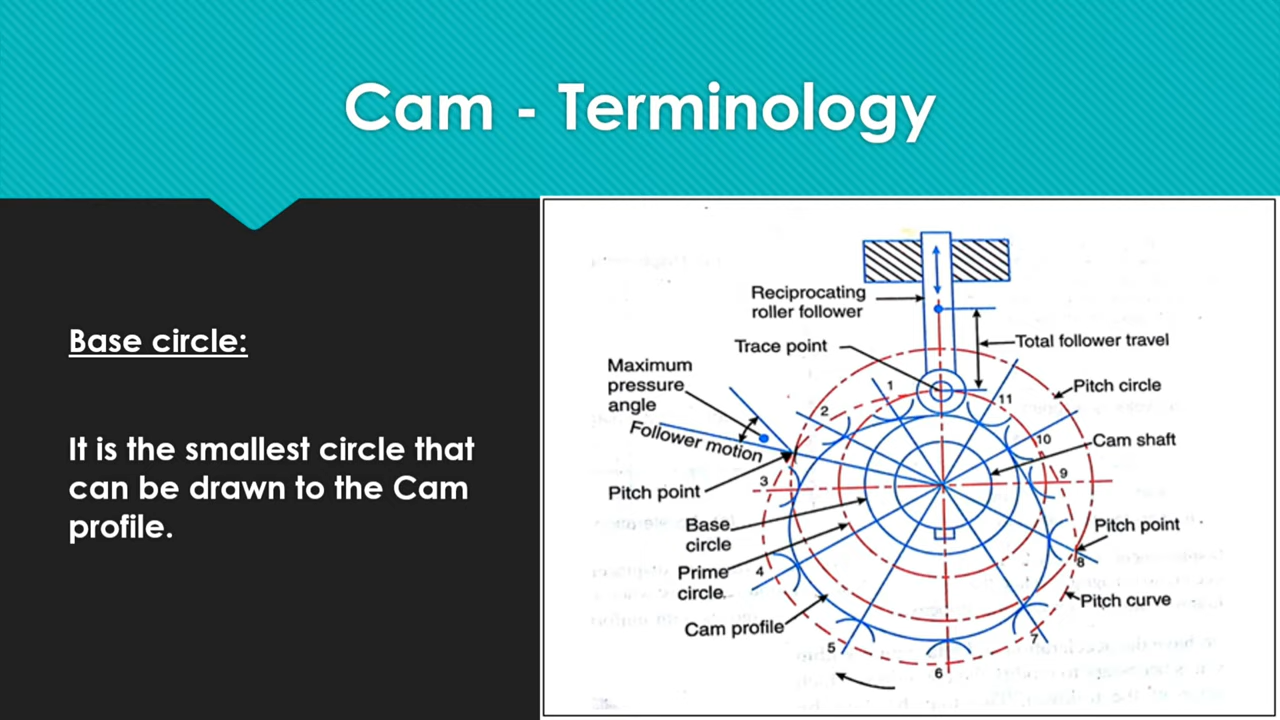 Cam - Terminology
Base circle:
It is the smallest circle that
can be drawn to the Cam
profile.
Reciprocating
roller follower
Trace point
Total follower travel
Maximum
pressure
angle
Pitch circle
Follower motion
Cam shaft
Pitch point
Base
circle
Pitch point
Prime
circle
Pitch curve
Cam profile
1
2
3
4
5
6
7
8
9
10
11